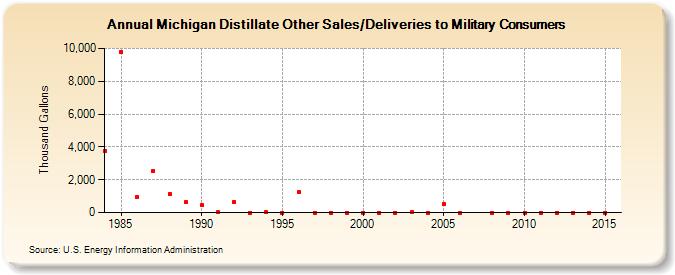 Annual Michigan Distillate Other Sales/Deliveries to Military Consumers
Thousand Gallons
10,000
8,000
6,000
4,000
2,000
0
1985 1990 1995 2000 2005 2010 2015
Source: U.S. Energy Information Administration